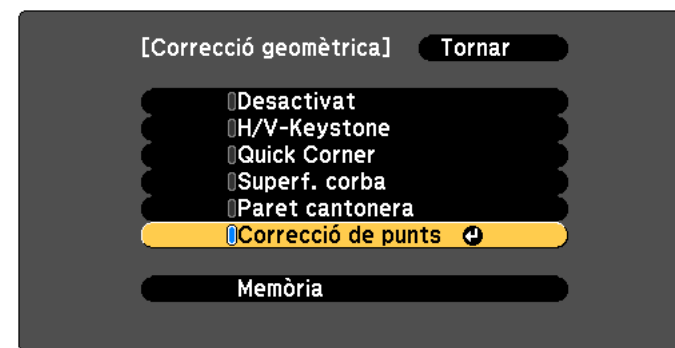 [Correcció geomètrica] Tornar
Desactivat
H/V-Keystone
Quick Corner
Superf. corba
Paret cantonera
Correcció de punts
Memòria